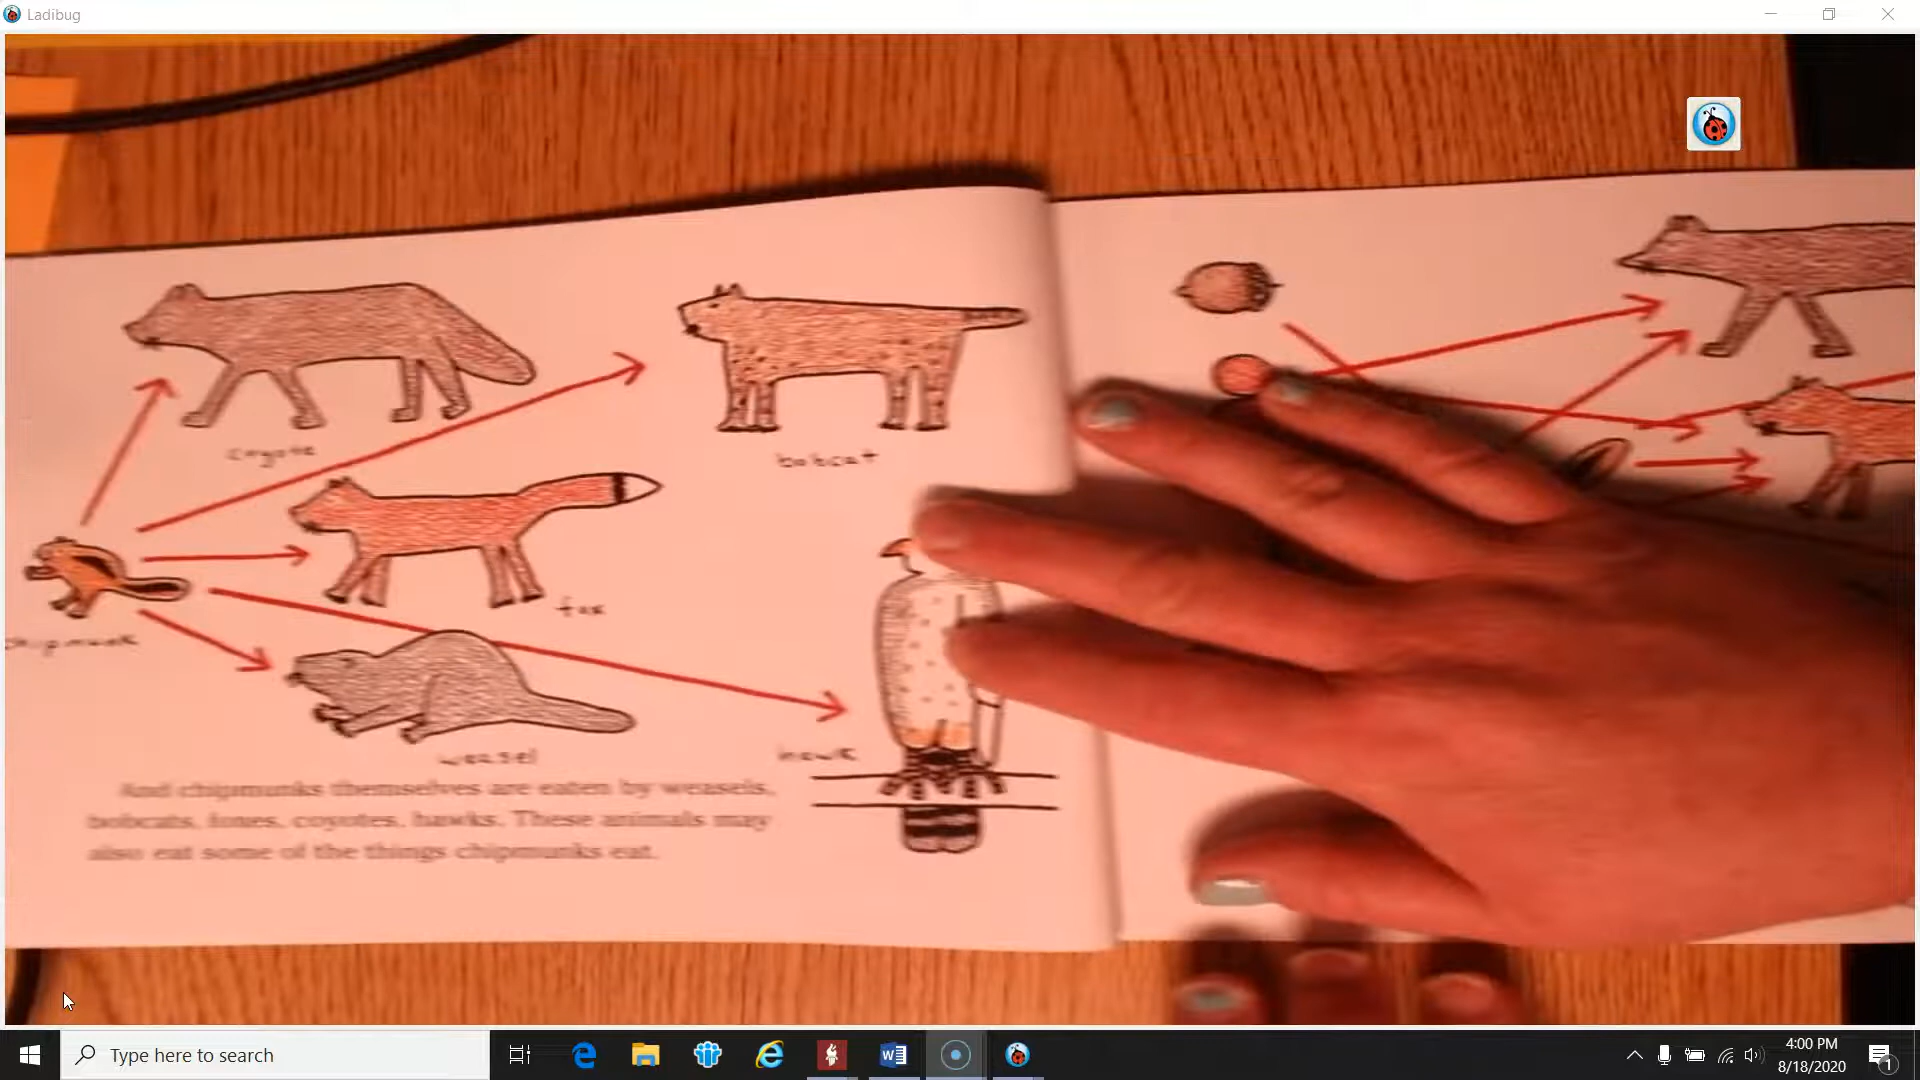 Ladibug
coyote
bobcat
fox
chipmunk
weasel
hawk
And chipmunks themselves are eaten by weasels,
bobcats, foxes, coyotes, hawks. These animals may
also eat some of the things chipmunks eat.
Type here to search
4:00 PM
8/18/2020
1